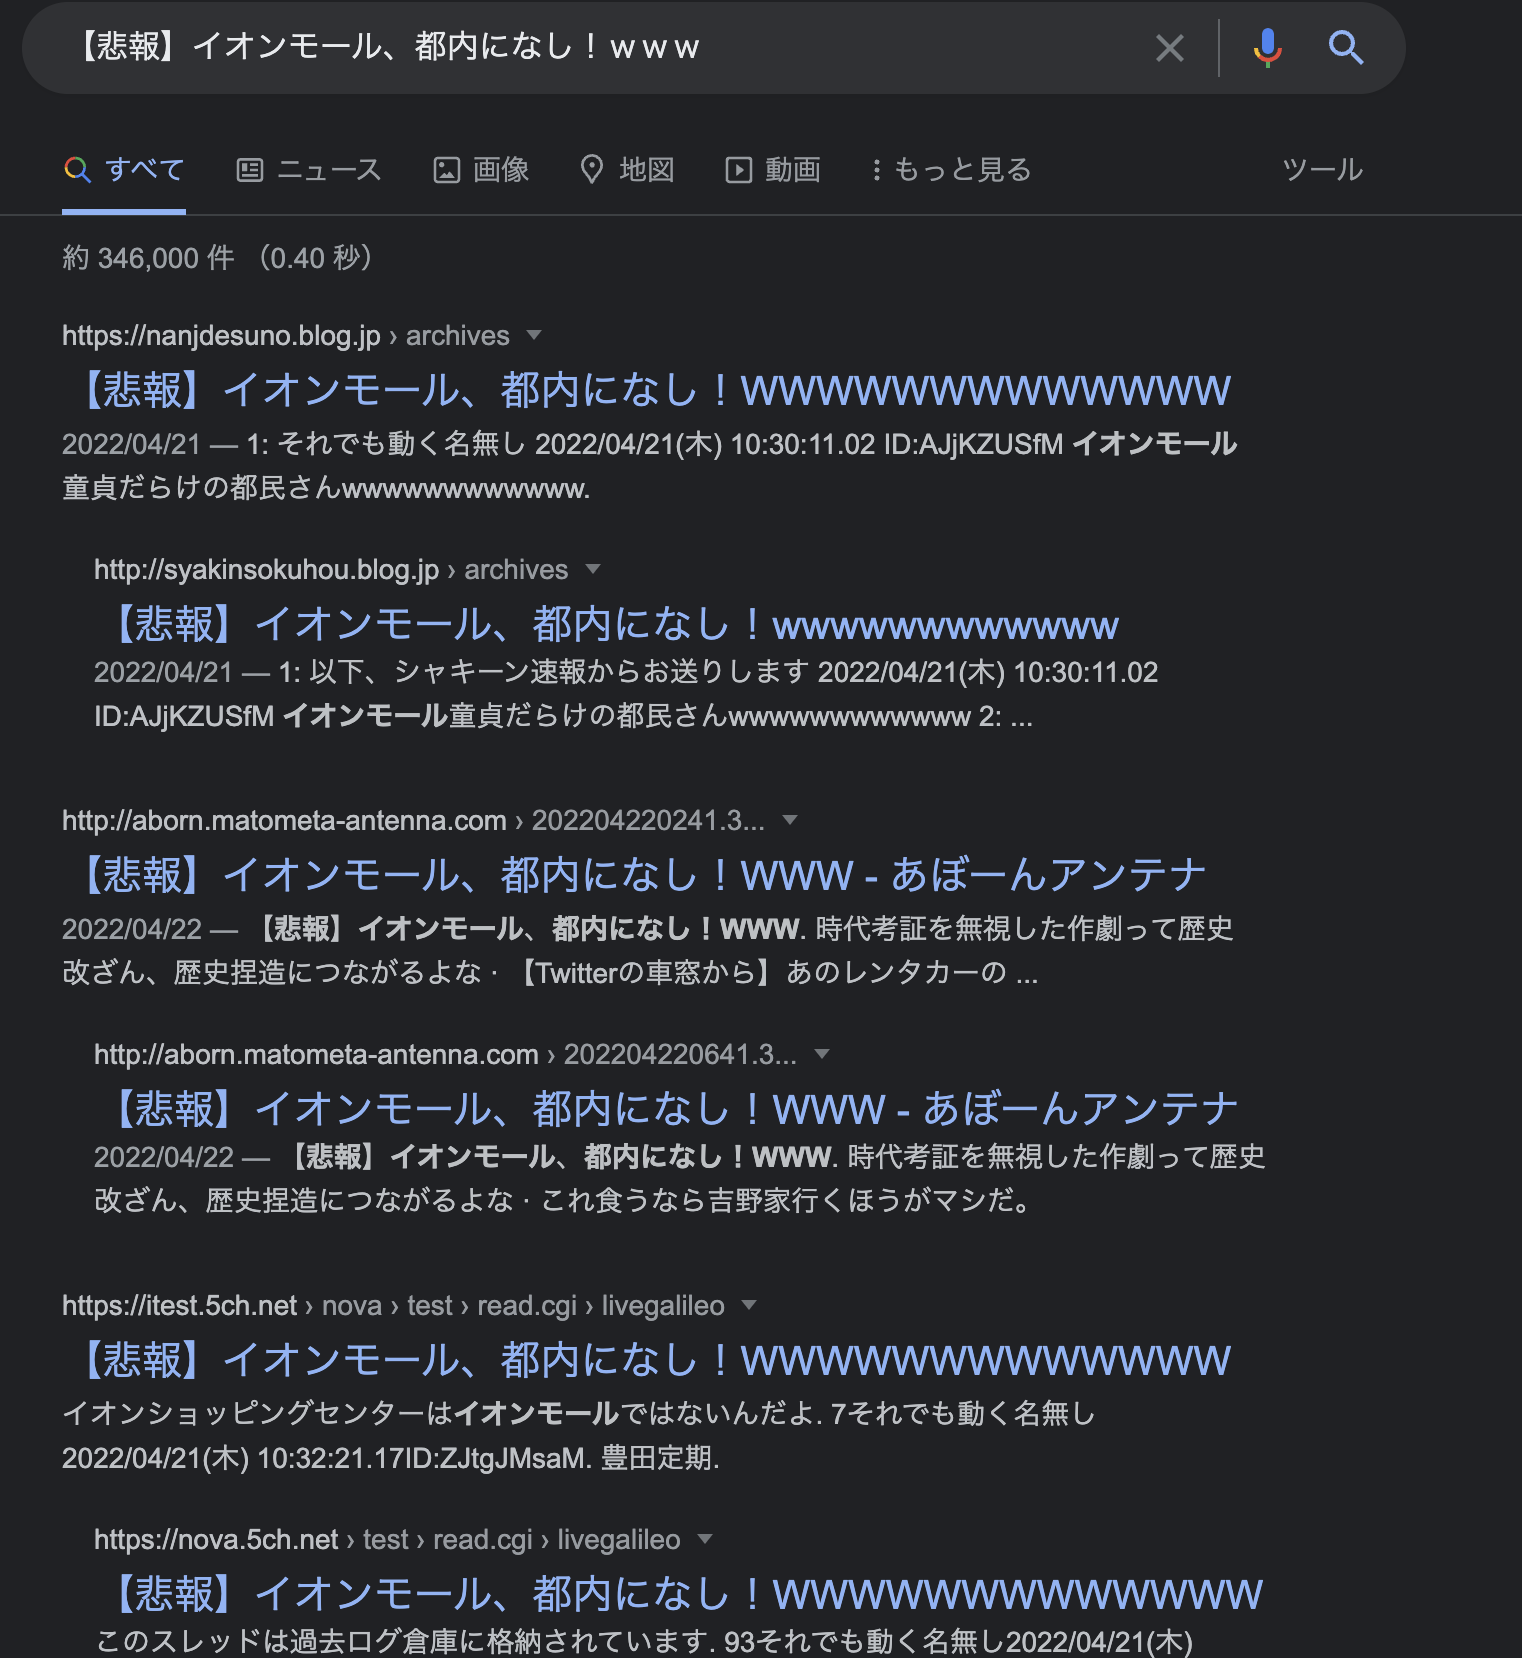 【悲報】イオンモール、都内になし！ｗｗｗ
すべて ニュース 画像 地図 動画 もっと見る ツール
約 346,000 件 （0.40 秒）
https://nanjdesuno.blog.jp › archives
【悲報】イオンモール、都内になし！WWWWWWWWWWWWW
2022/04/21 — 1: それでも動く名無し 2022/04/21(木) 10:30:11.02 ID:AJjKZUSfM イオンモール
童貞だらけの都民さんwwwwwwwwwwww.
http://syakinsokuhou.blog.jp › archives
【悲報】イオンモール、都内になし！wwwwwwwwwwww
2022/04/21 — 1: 以下、シャキーン速報からお送りします 2022/04/21(木) 10:30:11.02
ID:AJjKZUSfM イオンモール童貞だらけの都民さんwwwwwwwwwwww 2: ...
http://aborn.matometa-antenna.com › 202204220241.3...
【悲報】イオンモール、都内になし！WWW - あぼーんアンテナ
2022/04/22 — 【悲報】イオンモール、都内になし！WWW. 時代考証を無視した作劇って歴史
改ざん、歴史捏造につながるよな · 【Twitterの車窓から】あのレンタカーの ...
http://aborn.matometa-antenna.com › 202204220641.3...
【悲報】イオンモール、都内になし！WWW - あぼーんアンテナ
2022/04/22 — 【悲報】イオンモール、都内になし！WWW. 時代考証を無視した作劇って歴史
改ざん、歴史捏造につながるよな · これ食うなら吉野家行くほうがマシだ。
https://itest.5ch.net › nova › test › read.cgi › livegalileo
【悲報】イオンモール、都内になし！WWWWWWWWWWWWW
イオンショッピングセンターはイオンモールではないんだよ. 7それでも動く名無し
2022/04/21(木) 10:32:21.17ID:ZJtgJMsaM. 豊田定期.
https://nova.5ch.net › test › read.cgi › livegalileo
【悲報】イオンモール、都内になし！WWWWWWWWWWWWW
このスレッドは過去ログ倉庫に格納されています. 93それでも動く名無し2022/04/21(木)